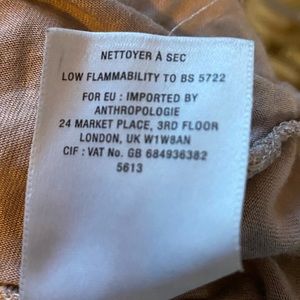 NETTOYER À SEC
LOW FLAMMABILITY TO BS 5722
FOR EU : IMPORTED BY
ANTHROPOLOGIE
24 MARKET PLACE, 3RD FLOOR
LONDON, UK W1W8AN
CIF : VAT No. GB 684936382
5613